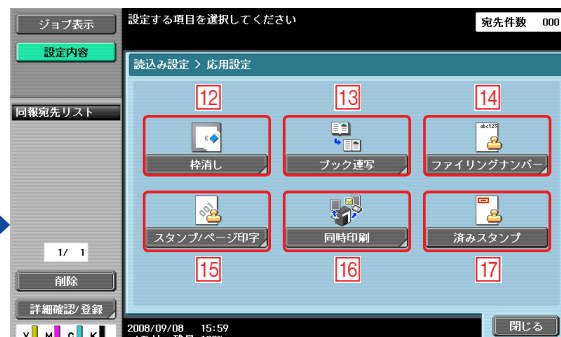 ジョブ表示
設定する項目を選択してください
宛先件数 000
設定内容
読込み設定 > 応用設定
同報宛先リスト
12
13
14
枠消し
ブック連写
abc123
ファイリングナンバー
001
スタンプ/ページ印字
同時印刷
済みスタンプ
15
16
17
1/ 1
削除
詳細確認/登録
Y M C K
2008/09/08 15:59
閉じる